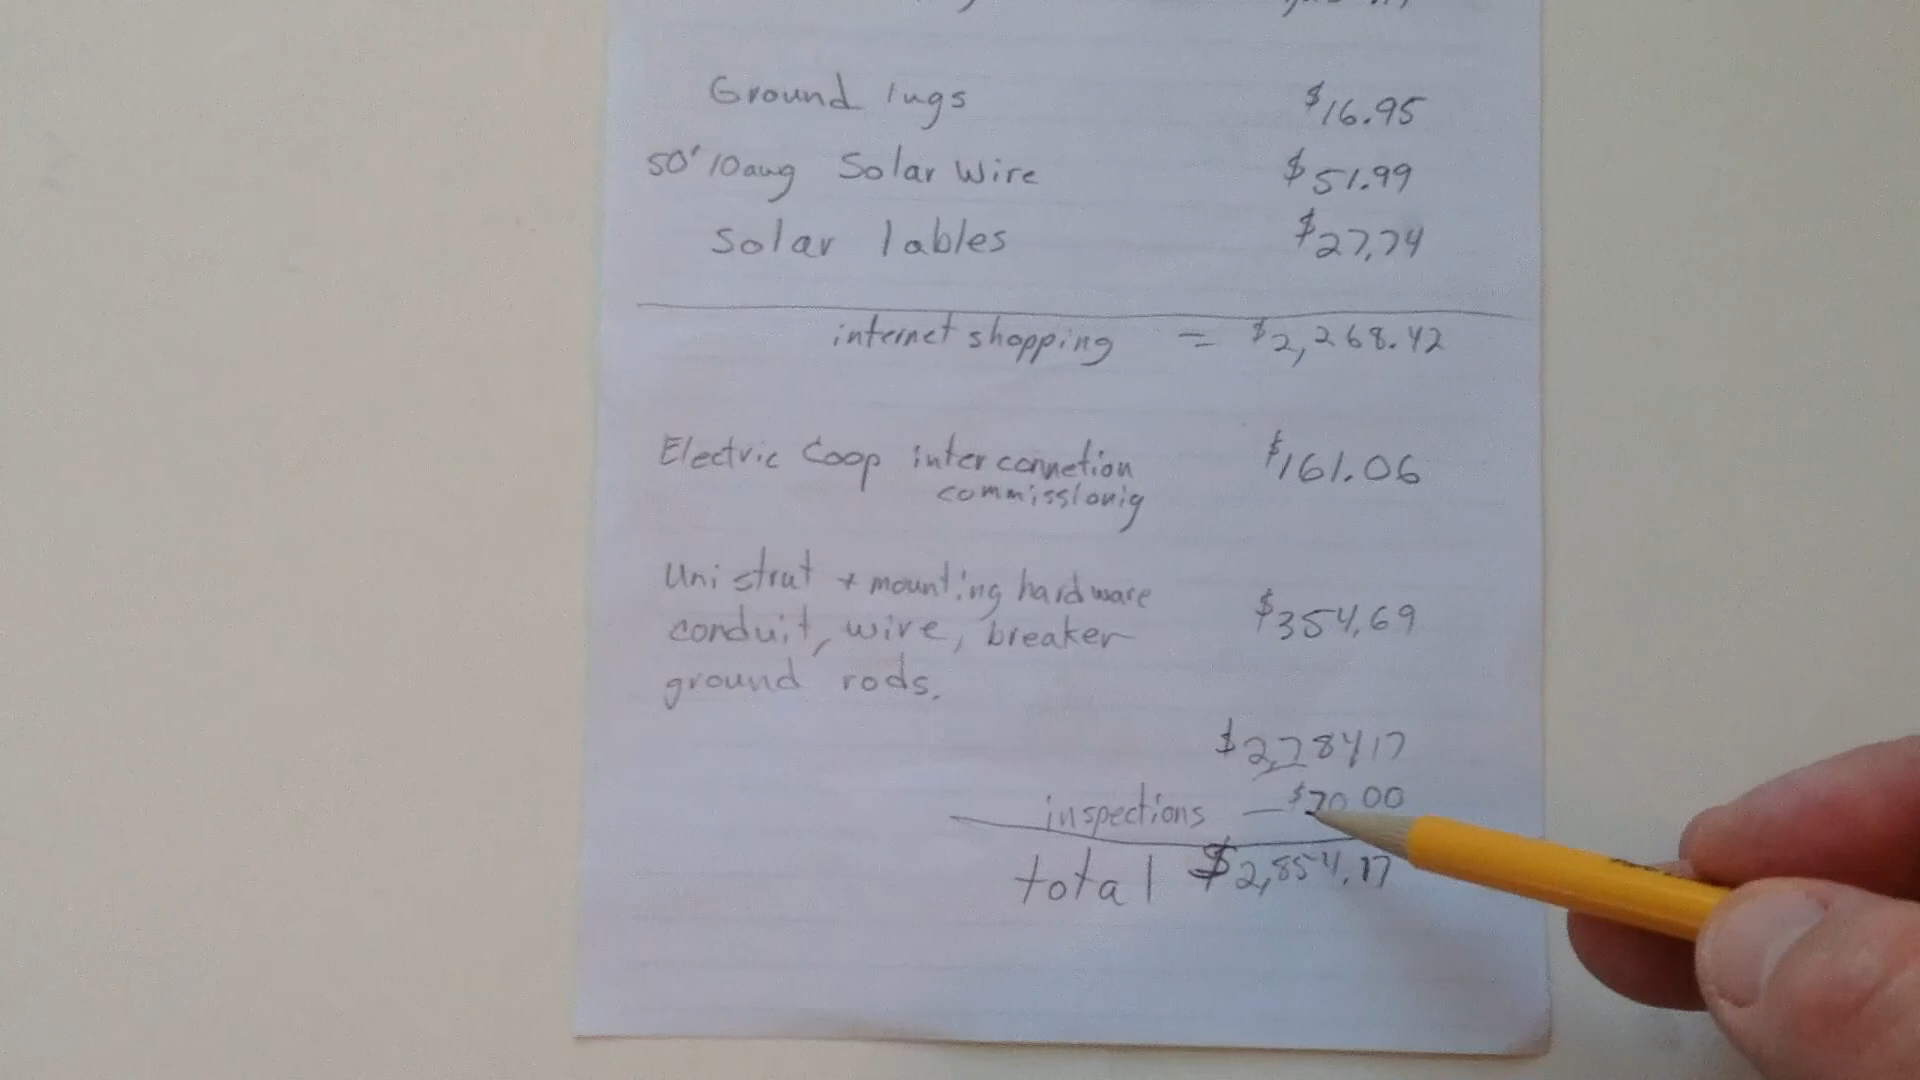 Ground lugs $16.95
50' 10awg Solar Wire $51.99
Solar lables $27.74
internet shopping = $2,268.42
Electric Coop interconnetion $161.06
commissionig
Unistrut + mounting hardware
conduit, wire, breaker $354.69
ground rods.
$2,784.17
inspections — $70.00
total $2,854.17